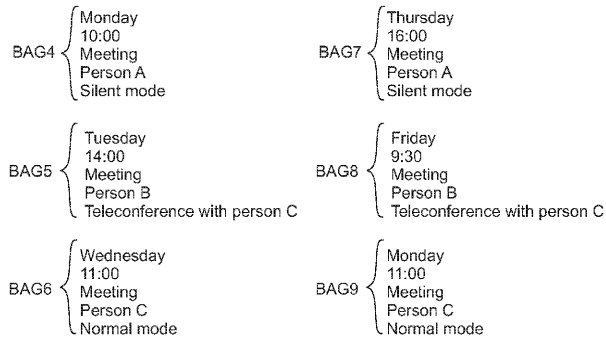 BAG4
Monday
10:00
Meeting
Person A
Silent mode
BAG7
Thursday
16:00
Meeting
Person A
Silent mode
BAG5
Tuesday
14:00
Meeting
Person B
Teleconference with person C
BAG8
Friday
9:30
Meeting
Person B
Teleconference with person C
BAG6
Wednesday
11:00
Meeting
Person C
Normal mode
BAG9
Monday
11:00
Meeting
Person C
Normal mode